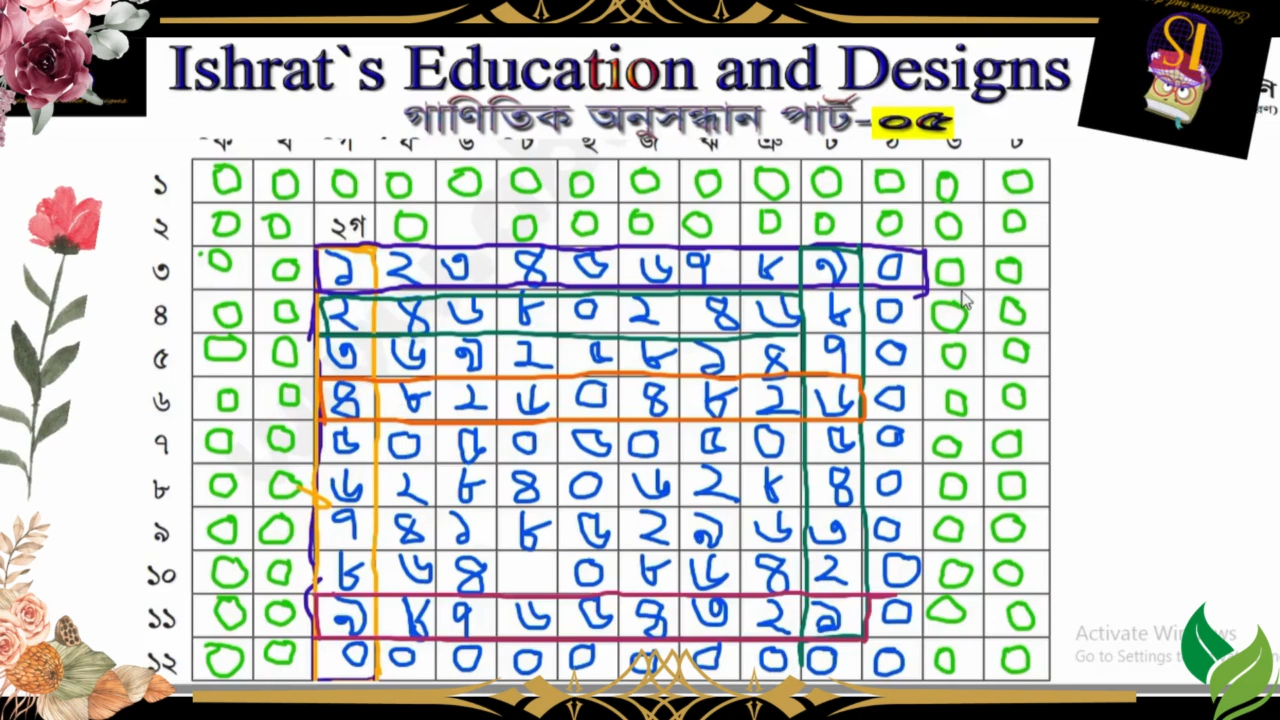 Ishrat`s Education and Designs
SI
গাণিতিক অনুসন্ধান পার্ট-০৫
১ ০ ০ ০ ০ ০ ০ ০ ০ ০ ০ ০ ০ ০ ০
২ ০ ০ ২গ ০ ০ ০ ০ ০ ০ ০ ০ ০ ০
৩ ০ ০ ১ ২ ৩ ৪ ৫ ৬ ৭ ৮ ৯ ০ ০ ০
৪ ০ ০ ২ ৪ ৬ ৮ ০ ২ ৪ ৬ ৮ ০ ০ ০
৫ ০ ০ ৩ ৬ ৯ ২ ৫ ৮ ১ ৪ ৭ ০ ০ ০
৬ ০ ০ ৪ ৮ ২ ৬ ০ ৪ ৮ ২ ৬ ০ ০ ০
৭ ০ ০ ৫ ০ ৫ ০ ৫ ০ ৫ ০ ৫ ০ ০ ০
৮ ০ ০ ৬ ২ ৮ ৪ ০ ৬ ২ ৮ ৪ ০ ০ ০
৯ ০ ০ ৭ ৪ ১ ৮ ৫ ২ ৯ ৬ ৩ ০ ০ ০
১০ ০ ০ ৮ ৬ ৪ ০ ৮ ৬ ৪ ২ ০ ০ ০
১১ ০ ০ ৯ ৮ ৭ ৬ ৫ ৪ ৩ ২ ১ ০ ০ ০
১২ ০ ০ ০ ০ ০ ০ ০ ০ ০ ০ ০ ০ ০ ০
Activate Windows
Go to Settings